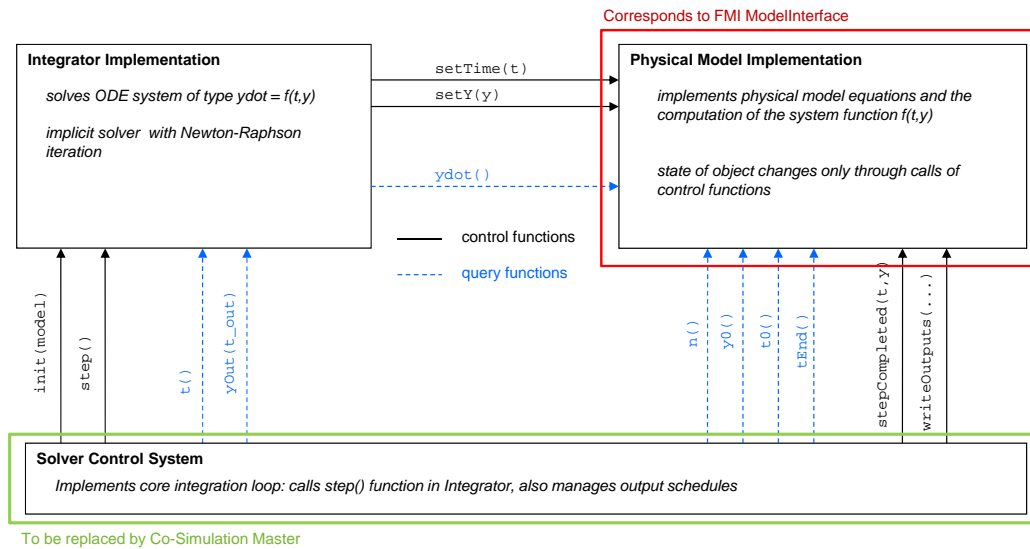 Corresponds to FMI ModelInterface
Integrator Implementation
solves ODE system of type ydot = f(t,y)
implicit solver with Newton-Raphson
iteration
setTime(t)
setY(y)
ydot()
Physical Model Implementation
implements physical model equations and the
computation of the system function f(t,y)
state of object changes only through calls of
control functions
control functions
query functions
init(model)
step()
t()
yOut(t_out)
n()
y0()
t0()
tEnd()
stepCompleted(t,y)
writeOutputs(...)
Solver Control System
Implements core integration loop: calls step() function in Integrator, also manages output schedules
To be replaced by Co-Simulation Master